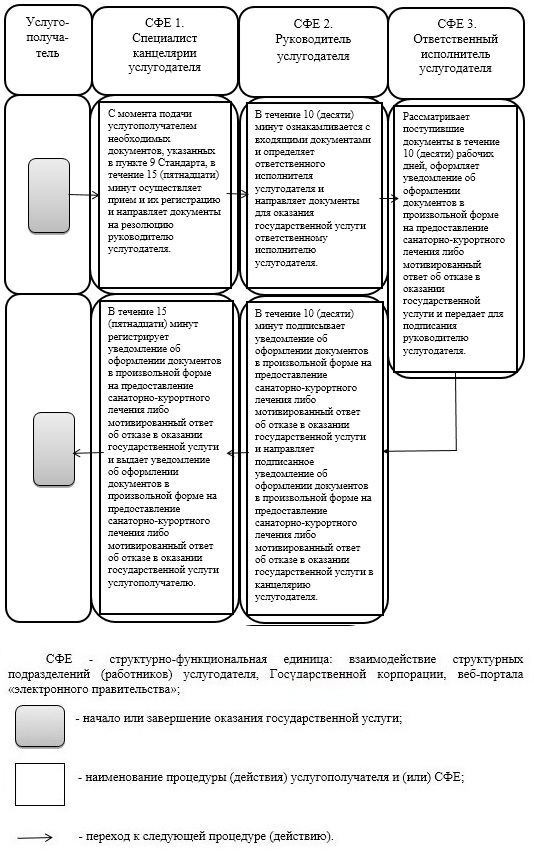 Услуго-
получа-
тель
СФЕ 1.
Специалист
канцелярии
услугодателя
СФЕ 2.
Руководитель
услугодателя
СФЕ 3.
Ответственный
исполнитель
услугодателя
С момента подачи
услугополучателем
необходимых
документов, указанных
в пункте 9 Стандарта, в
течение 15 (пятнадцати)
минут осуществляет
прием и их регистрацию
и направляет документы
на резолюцию
руководителю
услугодателя.
В течение 10 (десяти)
минут ознакамливается с
входящими документами
и определяет
ответственного
исполнителя
услугодателя и
направляет документы
для оказания
государственной услуги
ответственному
исполнителю
услугодателя.
Рассматривает
поступившие
документы в течение
10 (десяти) рабочих
дней, оформляет
уведомление об
оформлении
документов в
произвольной форме
на предоставление
санаторно-курортного
лечения либо
мотивированный
ответ об отказе в
оказании
государственной
услуги и передает для
подписания
руководителю
услугодателя.
В течение 15
(пятнадцати) минут
регистрирует
уведомление об
оформлении документов
в произвольной форме
на предоставление
санаторно-курортного
лечения либо
мотивированный ответ
об отказе в оказании
государственной услуги
и выдает уведомление
об оформлении
документов в
произвольной форме на
предоставление
санаторно-курортного
лечения либо
мотивированный ответ
об отказе в оказании
государственной услуги
услугополучателю.
В течение 10 (десяти)
минут подписывает
уведомление об
оформлении документов
в произвольной форме на
предоставление
санаторно-курортного
лечения либо
мотивированный ответ
об отказе в оказании
государственной услуги
и направляет
подписанное
уведомление об
оформлении документов
в произвольной форме на
предоставление
санаторно-курортного
лечения либо
мотивированный ответ
об отказе в оказании
государственной услуги в
канцелярию
услугодателя.
СФЕ - структурно-функциональная единица: взаимодействие структурных
подразделений (работников) услугодателя, Государственной корпорации, веб-портала
«электронного правительства»;
- начало или завершение оказания государственной услуги;
- наименование процедуры (действия) услугополучателя и (или) СФЕ;
- переход к следующей процедуре (действию).